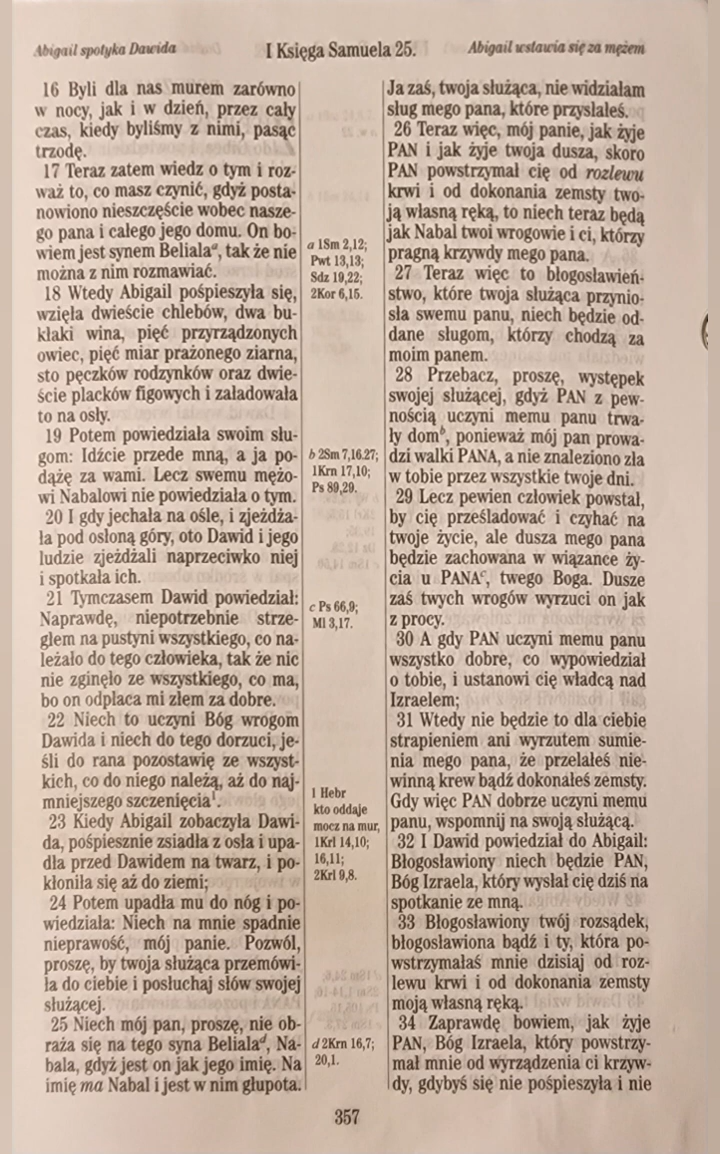 Abigail spotyka Dawida
I Księga Samuela 25.
Abigail wstawia się za mężem
16 Byli dla nas murem zarówno
w nocy, jak i w dzień, przez cały
czas, kiedy byliśmy z nimi, pasąc
trzodę.
17 Teraz zatem wiedz o tym i roz-
waż to, co masz czynić, gdyż posta-
nowiono nieszczęście wobec nasze-
go pana i całego jego domu. On bo-
wiem jest synem Beliala^a, tak że nie
można z nim rozmawiać.
18 Wtedy Abigail pośpieszyła się,
wzięła dwieście chlebów, dwa bu-
kłaki wina, pięć przyrządzonych
owiec, pięć miar prażonego ziarna,
sto pęczków rodzynków oraz dwie-
ście placków figowych i załadowała
to na osły.
19 Potem powiedziała swoim słu-
gom: Idźcie przede mną, a ja po-
dążę za wami. Lecz swemu mężo-
wi Nabalowi nie powiedziała o tym.
20 I gdy jechała na ośle, i zjeżdża-
ła pod osłoną góry, oto Dawid i jego
ludzie zjeżdżali naprzeciwko niej
i spotkała ich.
21 Tymczasem Dawid powiedział:
Naprawdę, niepotrzebnie strze-
głem na pustyni wszystkiego, co na-
leżało do tego człowieka, tak że nic
nie zginęło ze wszystkiego, co ma,
bo on odpłaca mi złem za dobre.
22 Niech to uczyni Bóg wrogom
Dawida i niech do tego dorzuci, je-
śli do rana pozostawię ze wszyst-
kich, co do niego należą, aż do naj-
mniejszego szczenięcia¹.
23 Kiedy Abigail zobaczyła Dawi-
da, pośpiesznie zsiadła z osła i upa-
dła przed Dawidem na twarz, i po-
kłoniła się aż do ziemi;
24 Potem upadła mu do nóg i po-
wiedziała: Niech na mnie spadnie
nieprawość, mój panie. Pozwól,
proszę, by twoja służąca przemówi-
ła do ciebie i posłuchaj słów swojej
służącej.
25 Niech mój pan, proszę, nie ob-
raża się na tego syna Beliala^d, Na-
bala, gdyż jest on jak jego imię. Na
imię ma Nabal i jest w nim głupota.
a 1Sm 2,12;
Pwt 13,13;
Sdz 19,22;
2Kor 6,15.
b 2Sm 7,16.27;
1Krn 17,10;
Ps 89,29.
c Ps 66,9;
Ml 3,17.
1 Hebr
kto oddaje
mocz na mur,
1Krl 14,10;
16,11;
2Krl 9,8.
d 2Krn 16,7;
20,1.
Ja zaś, twoja służąca, nie widziałam
sług mego pana, które przysłałeś.
26 Teraz więc, mój panie, jak żyje
PAN i jak żyje twoja dusza, skoro
PAN powstrzymał cię od rozlewu
krwi i od dokonania zemsty two-
ją własną ręką, to niech teraz będą
jak Nabal twoi wrogowie i ci, którzy
pragną krzywdy mego pana.
27 Teraz więc to błogosławień-
stwo, które twoja służąca przynio-
sła swemu panu, niech będzie od-
dane sługom, którzy chodzą za
moim panem.
28 Przebacz, proszę, występek
swojej służącej, gdyż PAN z pew-
nością uczyni memu panu trwa-
ły dom^b, ponieważ mój pan prowa-
dzi walki PANA, a nie znaleziono zła
w tobie przez wszystkie twoje dni.
29 Lecz pewien człowiek powstał,
by cię prześladować i czyhać na
twoje życie, ale dusza mego pana
będzie zachowana w wiązance ży-
cia u PANA^c, twego Boga. Dusze
zaś twych wrogów wyrzuci on jak
z procy.
30 A gdy PAN uczyni memu panu
wszystko dobre, co wypowiedział
o tobie, i ustanowi cię władcą nad
Izraelem;
31 Wtedy nie będzie to dla ciebie
strapieniem ani wyrzutem sumie-
nia mego pana, że przelałeś nie-
winną krew bądź dokonałeś zemsty.
Gdy więc PAN dobrze uczyni memu
panu, wspomnij na swoją służącą.
32 I Dawid powiedział do Abigail:
Błogosławiony niech będzie PAN,
Bóg Izraela, który wysłał cię dziś na
spotkanie ze mną.
33 Błogosławiony twój rozsądek,
błogosławiona bądź i ty, która po-
wstrzymałaś mnie dzisiaj od roz-
lewu krwi i od dokonania zemsty
moją własną ręką.
34 Zaprawdę bowiem, jak żyje
PAN, Bóg Izraela, który powstrzy-
mał mnie od wyrządzenia ci krzyw-
dy, gdybyś się nie pośpieszyła i nie
357